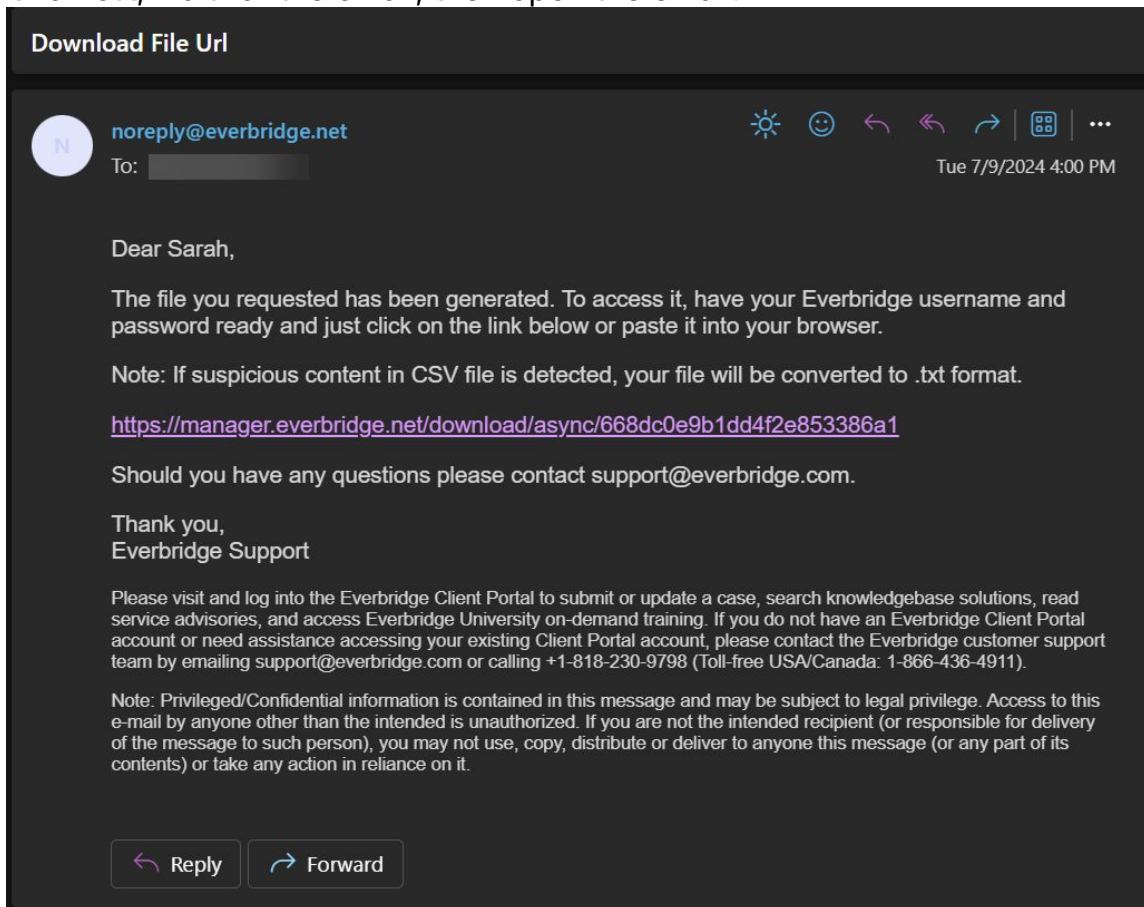 Download File Url
N
noreply@everbridge.net
To:
Tue 7/9/2024 4:00 PM
Dear Sarah,
The file you requested has been generated. To access it, have your Everbridge username and
password ready and just click on the link below or paste it into your browser.
Note: If suspicious content in CSV file is detected, your file will be converted to .txt format.
https://manager.everbridge.net/download/async/668dc0e9b1dd4f2e853386a1
Should you have any questions please contact support@everbridge.com.
Thank you,
Everbridge Support
Please visit and log into the Everbridge Client Portal to submit or update a case, search knowledgebase solutions, read
service advisories, and access Everbridge University on-demand training. If you do not have an Everbridge Client Portal
account or need assistance accessing your existing Client Portal account, please contact the Everbridge customer support
team by emailing support@everbridge.com or calling +1-818-230-9798 (Toll-free USA/Canada: 1-866-436-4911).
Note: Privileged/Confidential information is contained in this message and may be subject to legal privilege. Access to this
e-mail by anyone other than the intended is unauthorized. If you are not the intended recipient (or responsible for delivery
of the message to such person), you may not use, copy, distribute or deliver to anyone this message (or any part of its
contents) or take any action in reliance on it.
Reply
Forward